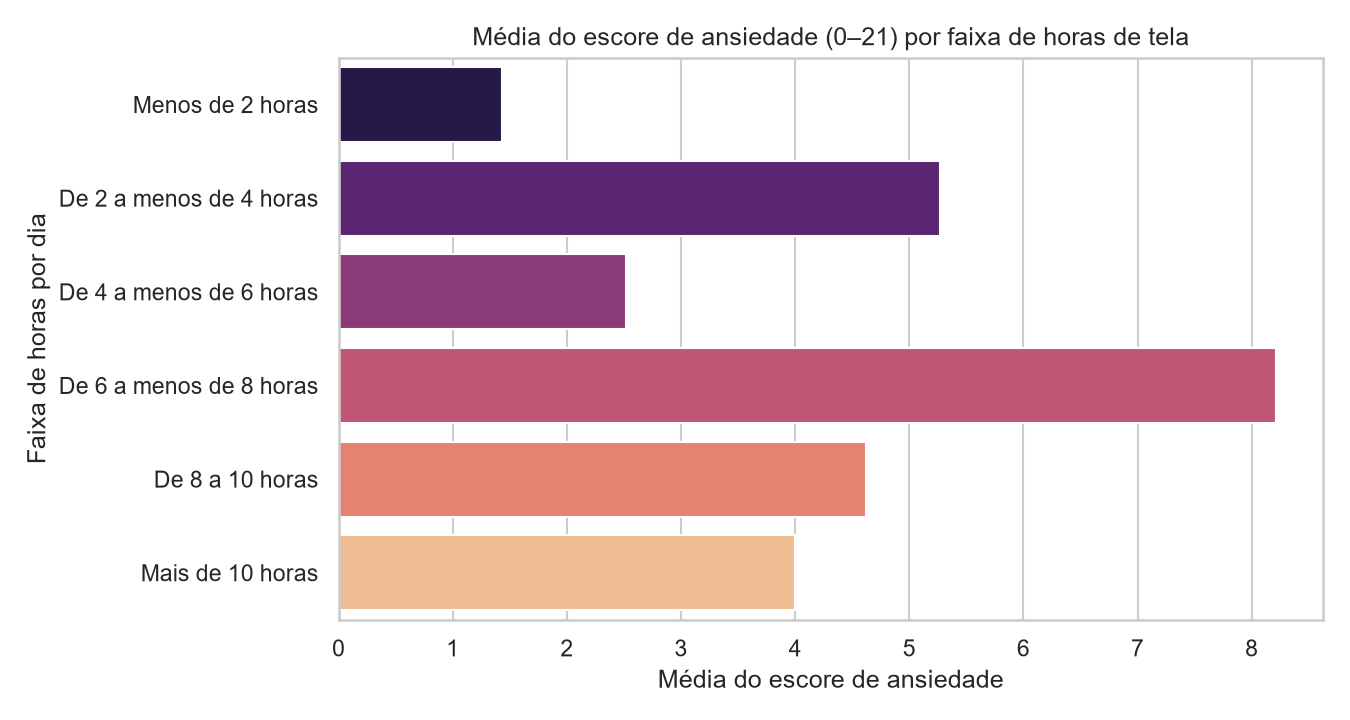 Média do escore de ansiedade (0–21) por faixa de horas de tela
Faixa de horas por dia
Menos de 2 horas
De 2 a menos de 4 horas
De 4 a menos de 6 horas
De 6 a menos de 8 horas
De 8 a 10 horas
Mais de 10 horas
0 1 2 3 4 5 6 7 8
Média do escore de ansiedade